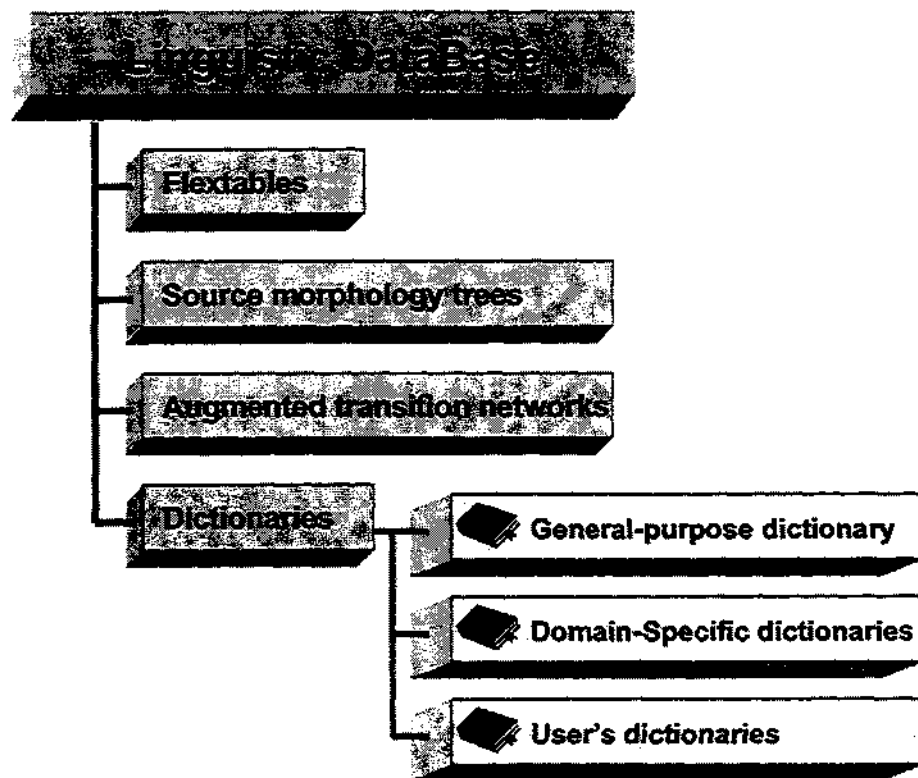 Linguistic DataBase
Flextables
Source morphology trees
Augmented transition networks
Dictionaries
General-purpose dictionary
Domain-Specific dictionaries
User's dictionaries